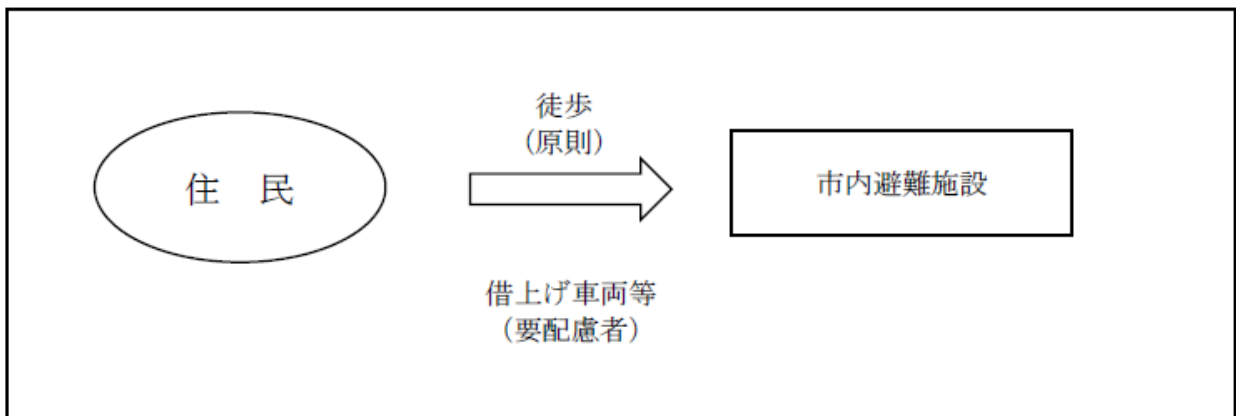 徒歩
（原則）
住　民
市内避難施設
借上げ車両等
（要配慮者）